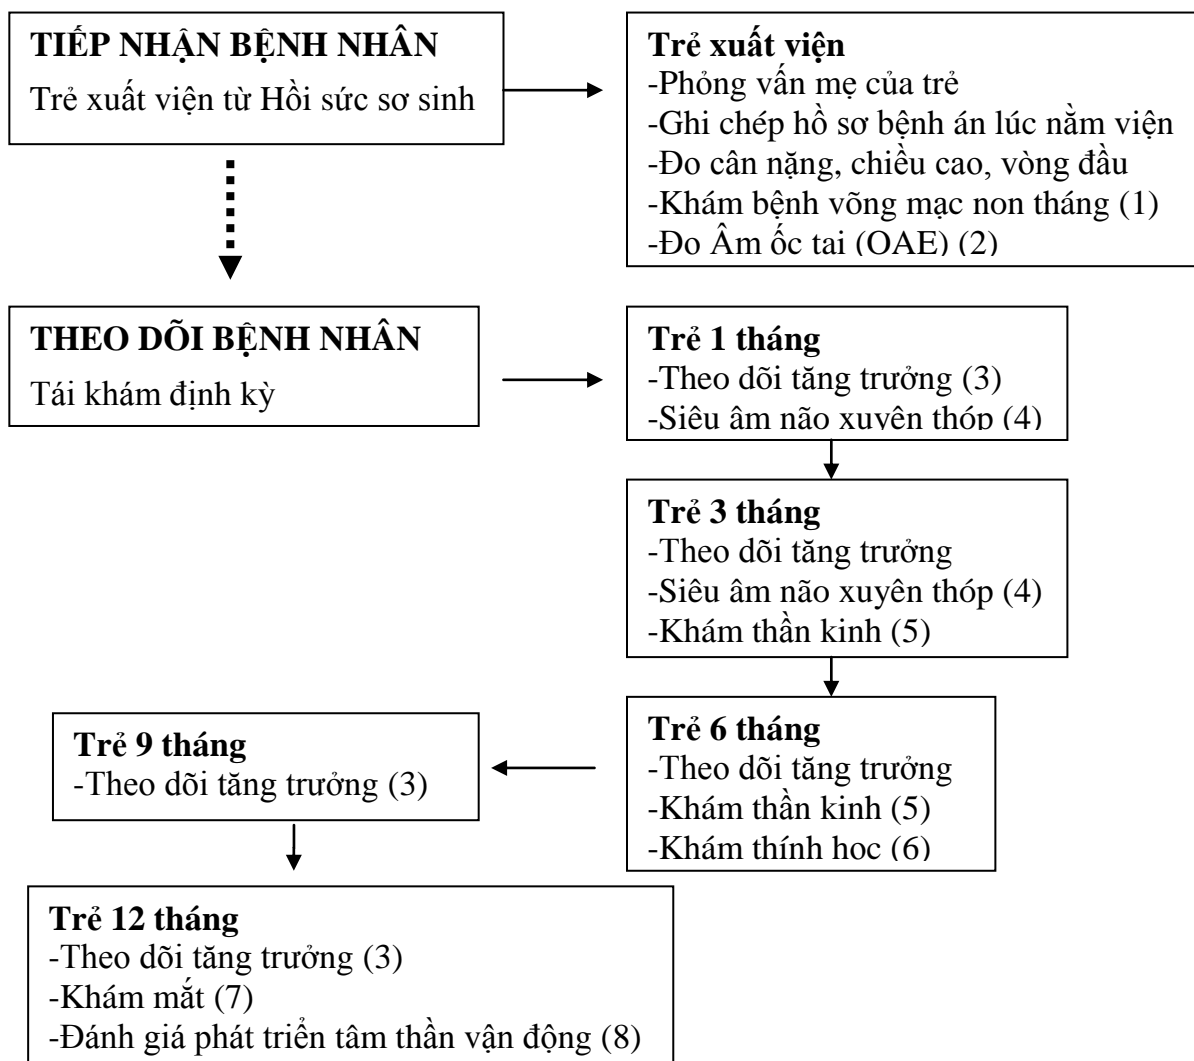 TIẾP NHẬN BỆNH NHÂN
Trẻ xuất viện từ Hồi sức sơ sinh
Trẻ xuất viện
-Phỏng vấn mẹ của trẻ
-Ghi chép hồ sơ bệnh án lúc nằm viện
-Đo cân nặng, chiều cao, vòng đầu
-Khám bệnh võng mạc non tháng (1)
-Đo Âm ốc tai (OAE) (2)
THEO DÕI BỆNH NHÂN
Tái khám định kỳ
Trẻ 1 tháng
-Theo dõi tăng trưởng (3)
-Siêu âm não xuyên thóp (4)
Trẻ 3 tháng
-Theo dõi tăng trưởng
-Siêu âm não xuyên thóp (4)
-Khám thần kinh (5)
Trẻ 6 tháng
-Theo dõi tăng trưởng
-Khám thần kinh (5)
-Khám thính học (6)
Trẻ 9 tháng
-Theo dõi tăng trưởng (3)
Trẻ 12 tháng
-Theo dõi tăng trưởng (3)
-Khám mắt (7)
-Đánh giá phát triển tâm thần vận động (8)